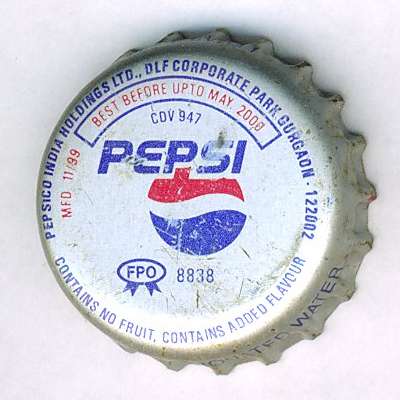 PEPSICO INDIA HOLDINGS LTD., DLF CORPORATE PARK GURGAON - 122002
BEST BEFORE UPTO MAY 2000
MFD 11/99
CDV 947
PEPSI
FPO
8838
CONTAINS NO FRUIT. CONTAINS ADDED FLAVOUR
WATER